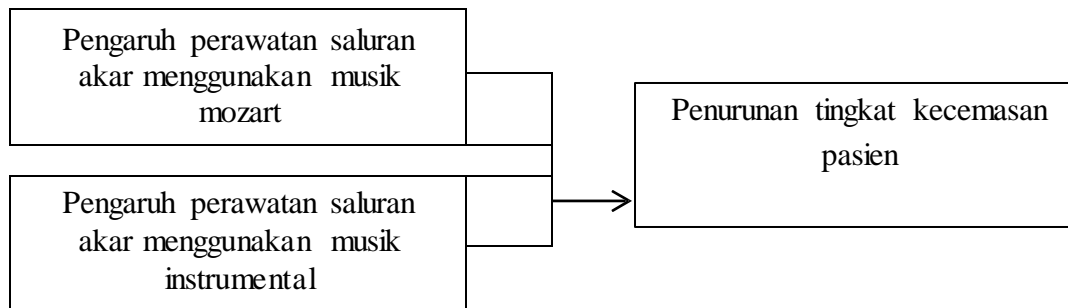 Pengaruh perawatan saluran
akar menggunakan musik
mozart
Penurunan tingkat kecemasan
pasien
Pengaruh perawatan saluran
akar menggunakan musik
instrumental